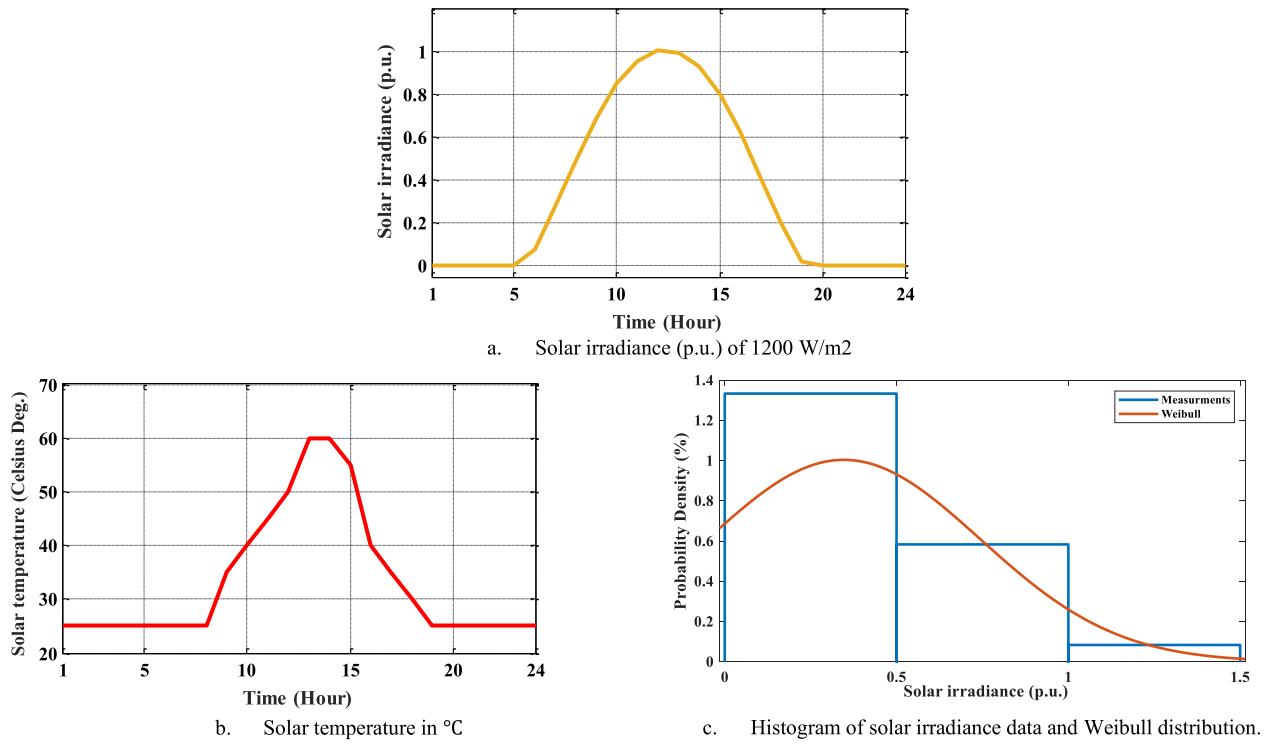 Solar irradiance (p.u.)
1
0.8
0.6
0.4
0.2
0
1 5 10 15 20 24
Time (Hour)
a. Solar irradiance (p.u.) of 1200 W/m2
Solar temperature (Celsius Deg.)
70
60
50
40
30
20
1 5 10 15 20 24
Time (Hour)
b. Solar temperature in °C
Probability Density (%)
1.4
1.2
1
0.8
0.6
0.4
0.2
0
Measurments
Weibull
0 0.5 1 1.5
Solar irradiance (p.u.)
c. Histogram of solar irradiance data and Weibull distribution.